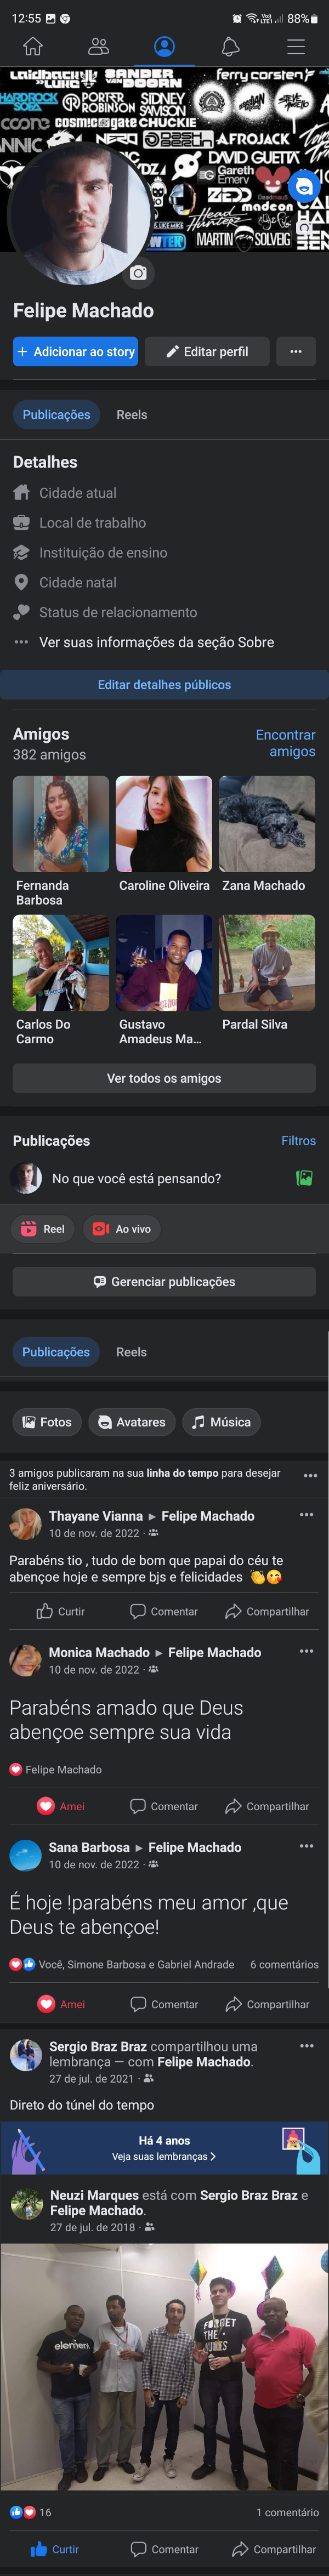 12:55 88%
LAIDBACK LUKE SANDER VAN DOORN ferry corsten
HARDROCK SOFA PORTER ROBINSON SIDNEY SAMSON
COSMIC GATE CHUCKIE
DASH BERLIN AFROJACK
DAVID GUETTA
Gareth Emery ZEDD deadmau5
Head Hunterz
MARTIN SOLVEIG
Felipe Machado
+ Adicionar ao story Editar perfil ...
Publicações Reels
Detalhes
Cidade atual
Local de trabalho
Instituição de ensino
Cidade natal
Status de relacionamento
... Ver suas informações da seção Sobre
Editar detalhes públicos
Amigos Encontrar
382 amigos amigos
Fernanda Barbosa Caroline Oliveira Zana Machado
Carlos Do Carmo Gustavo Amadeus Ma... Pardal Silva
Ver todos os amigos
Publicações Filtros
No que você está pensando?
Reel Ao vivo
Gerenciar publicações
Publicações Reels
Fotos Avatares Música
3 amigos publicaram na sua linha do tempo para desejar ...
feliz aniversário.
Thayane Vianna ▸ Felipe Machado ...
10 de nov. de 2022 ·
Parabéns tio , tudo de bom que papai do céu te
abençoe hoje e sempre bjs e felicidades 👏😘
Curtir Comentar Compartilhar
Monica Machado ▸ Felipe Machado ...
10 de nov. de 2022 ·
Parabéns amado que Deus
abençoe sempre sua vida
Felipe Machado
Amei Comentar Compartilhar
Sana Barbosa ▸ Felipe Machado ...
10 de nov. de 2022 ·
É hoje !parabéns meu amor ,que
Deus te abençoe!
Você, Simone Barbosa e Gabriel Andrade 6 comentários
Amei Comentar Compartilhar
Sergio Braz Braz compartilhou uma ...
lembrança — com Felipe Machado.
27 de jul. de 2021 ·
Direto do túnel do tempo
Há 4 anos
Veja suas lembranças >
Neuzi Marques está com Sergio Braz Braz e
Felipe Machado.
27 de jul. de 2018 ·
element.
FORGET THE RULES
16 1 comentário
Curtir Comentar Compartilhar